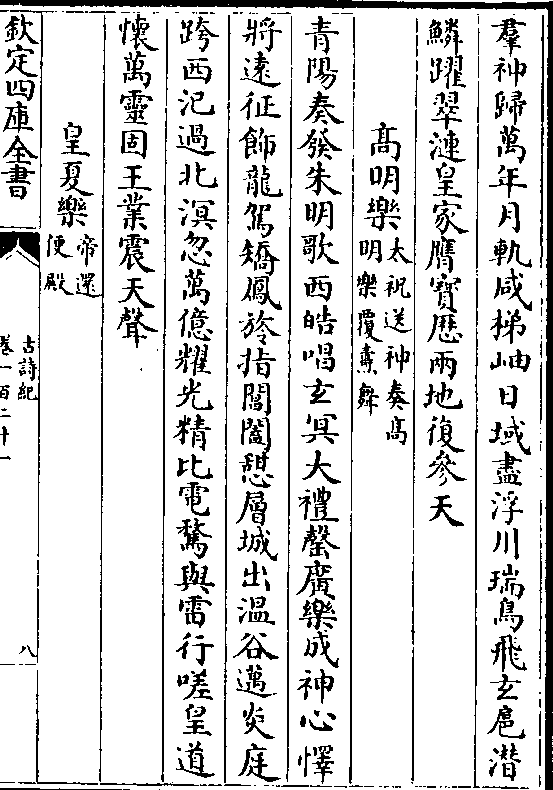 羣神歸萬年月軌咸梯岫日域盡浮川瑞鳥飛玄扈潛
鱗躍翠漣皇家膺寶厯兩地復參天
髙明樂太祝送神奏髙
明樂覆燾舞
青陽奏發朱明歌西皓唱玄冥大禮罄廣樂成神心懌
將遠征飾龍駕矯鳳旍指閶闔憩層城出溫谷邁炎庭
跨西汜過北溟忽萬億耀光精比電騖與雷行嗟皇道
懷萬靈固王業震天聲
皇夏樂帝還
便殿
欽定四庫全書
古詩紀
卷一百二十一
八